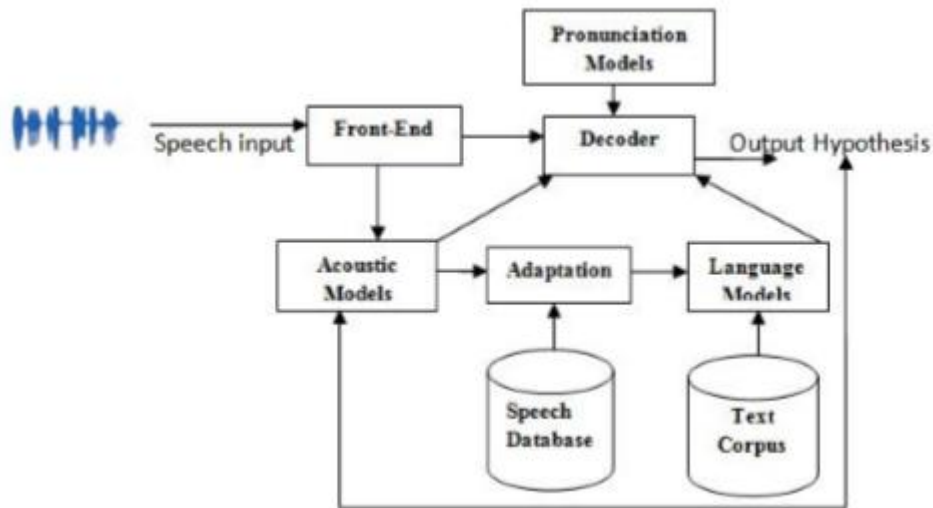 Pronunciation
Models
Speech input
Front-End
Decoder
Output Hypothesis
Acoustic
Models
Adaptation
Language
Models
Speech
Database
Text
Corpus